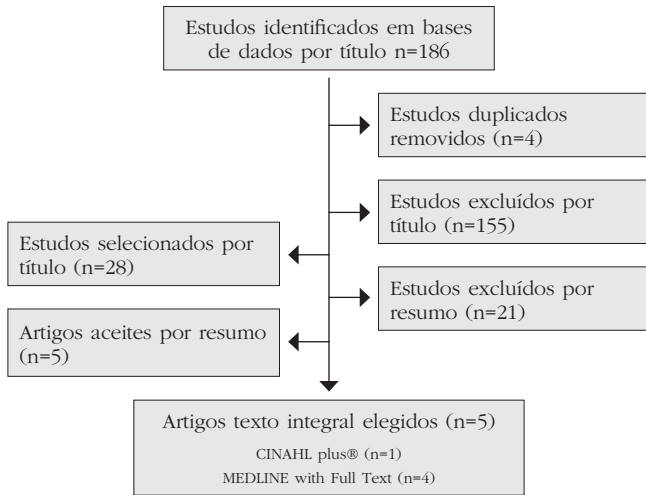 Estudos identificados em bases
de dados por título n=186
Estudos duplicados
removidos (n=4)
Estudos excluídos por
título (n=155)
Estudos selecionados por
título (n=28)
Estudos excluídos por
resumo (n=21)
Artigos aceites por resumo
(n=5)
Artigos texto integral elegidos (n=5)
CINAHL plus® (n=1)
MEDLINE with Full Text (n=4)